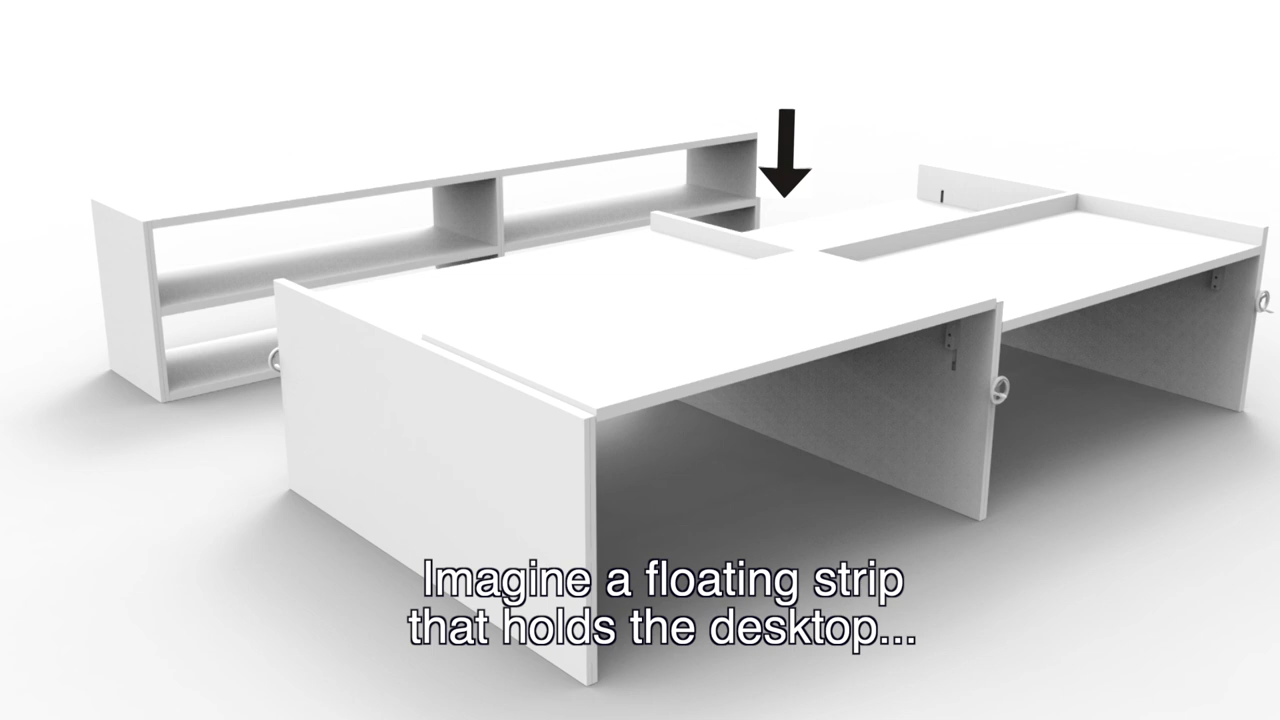 Imagine a floating strip
that holds the desktop...